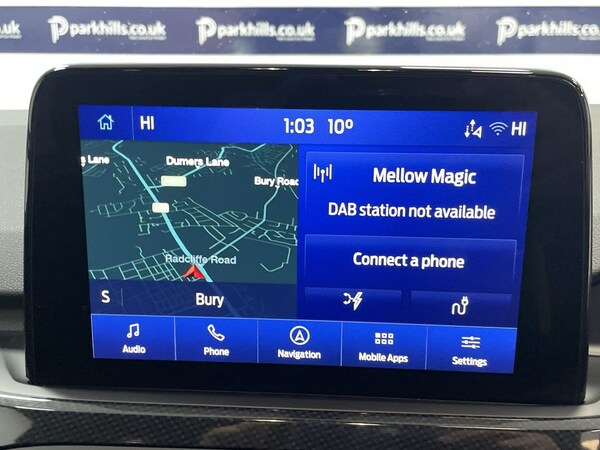 parkhills.co.uk parkhills.co.uk parkhills.co.uk parkhills.co.uk
HI 1:03 10º HI
s Lane Dumers Lane
Bury Road
Radcliffe Road
S Bury
Mellow Magic
DAB station not available
Connect a phone
Audio Phone Navigation Mobile Apps Settings